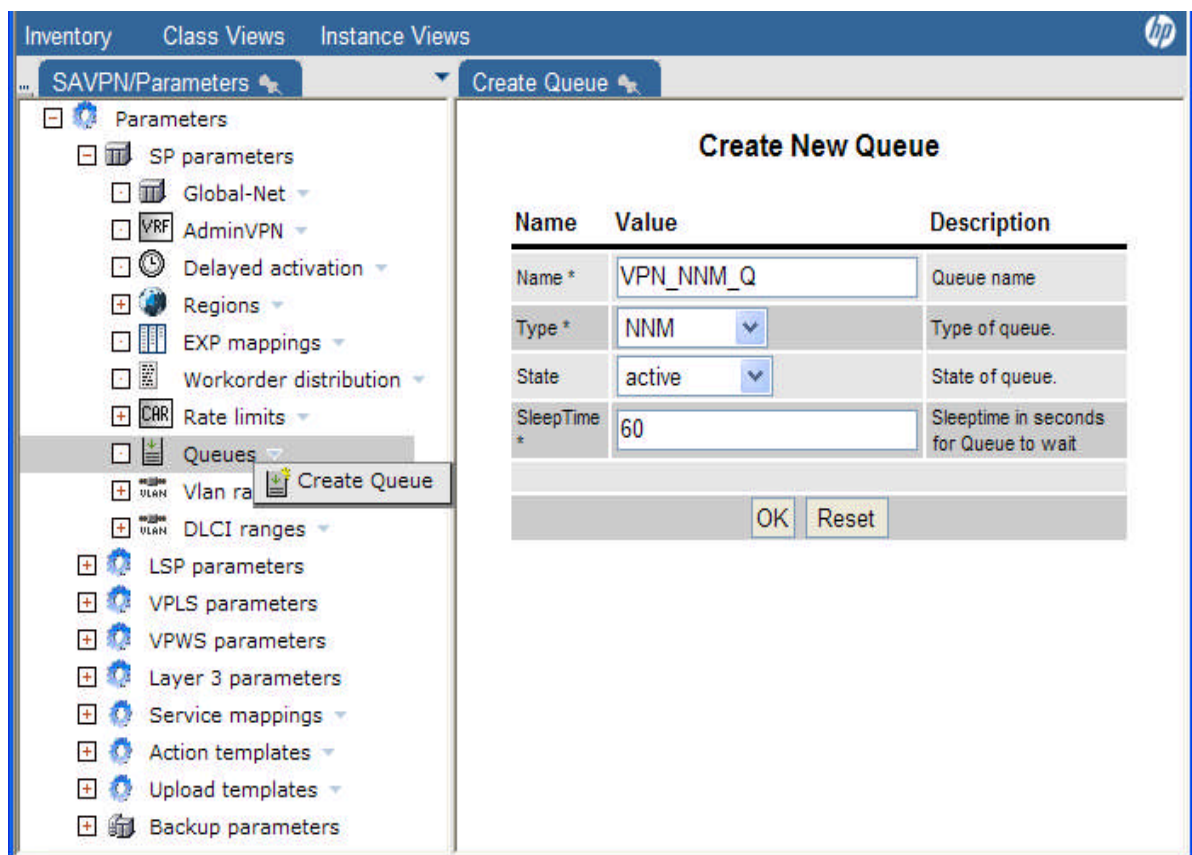 Inventory Class Views Instance Views
hp
... SAVPN/Parameters
Create Queue
Parameters
SP parameters
Global-Net
VRF AdminVPN
Delayed activation
Regions
EXP mappings
Workorder distribution
CAR Rate limits
Queues
Create Queue
VLAN Vlan ra
VLAN DLCI ranges
LSP parameters
VPLS parameters
VPWS parameters
Layer 3 parameters
Service mappings
Action templates
Upload templates
Backup parameters
Create New Queue
Name Value Description
Name * VPN_NNM_Q Queue name
Type * NNM Type of queue.
State active State of queue.
SleepTime * 60 Sleeptime in seconds
for Queue to wait
OK Reset